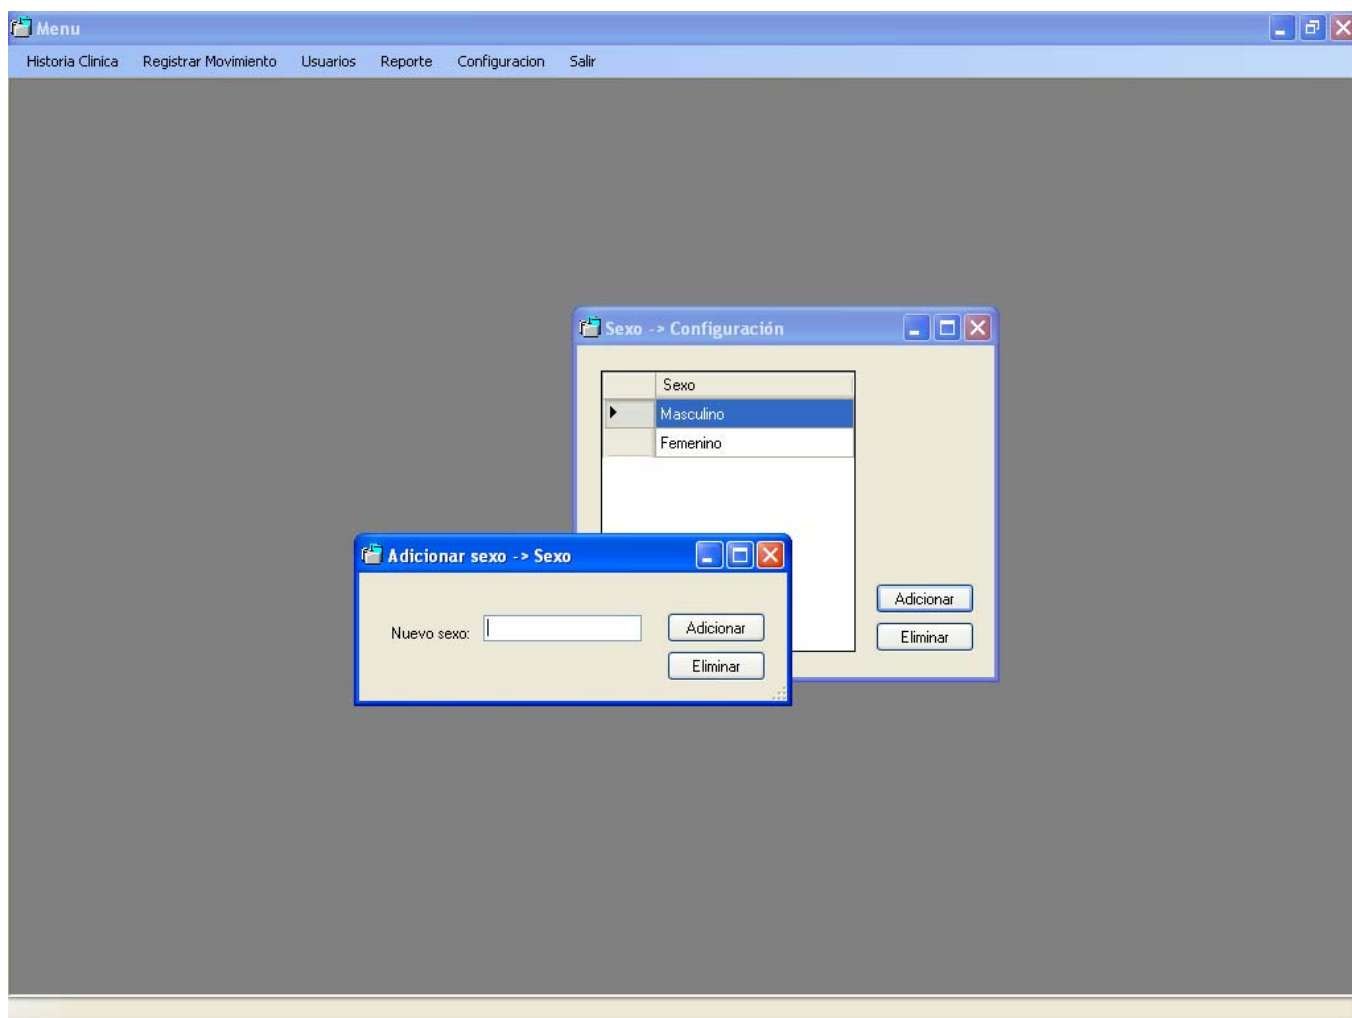 Menu
Historia Clinica Registrar Movimiento Usuarios Reporte Configuracion Salir
Sexo -> Configuración
Sexo
Masculino
Femenino
Adicionar
Eliminar
Adicionar sexo -> Sexo
Nuevo sexo:
Adicionar
Eliminar